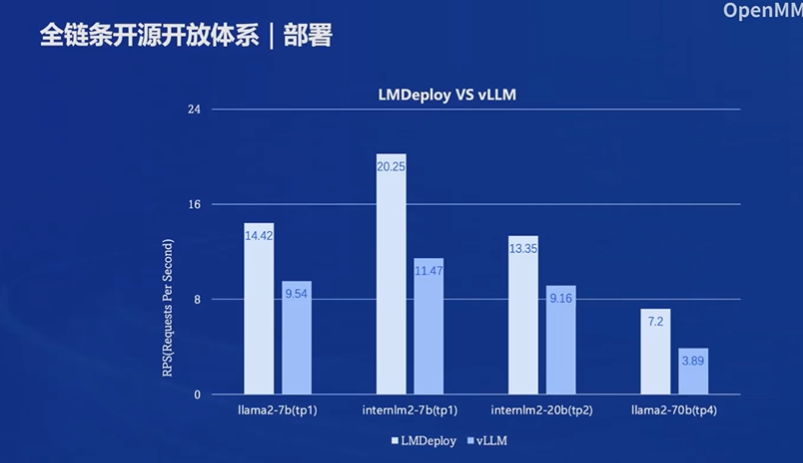 OpenMM
全链条开源开放体系｜部署
LMDeploy VS vLLM
24
16
8
0
RPS(Requests Per Second)
14.42
9.54
20.25
11.47
13.35
9.16
7.2
3.89
llama2-7b(tp1) internlm2-7b(tp1) internlm2-20b(tp2) llama2-70b(tp4)
LMDeploy vLLM